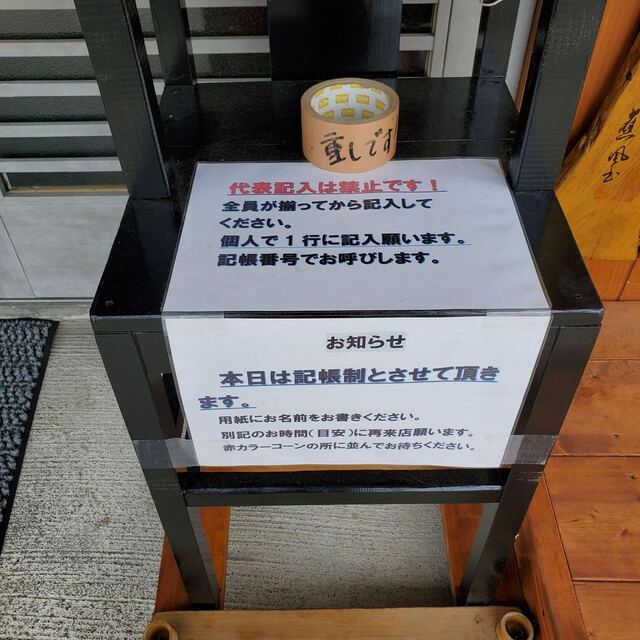 重しです
代表記入は禁止です！
全員が揃ってから記入して
ください。
個人で１行に記入願います。
記帳番号でお呼びします。
お知らせ
本日は記帳制とさせて頂き
ます。
用紙にお名前をお書きください。
別記のお時間(目安)に再来店願います。
赤カラーコーンの所に並んでお待ちください。